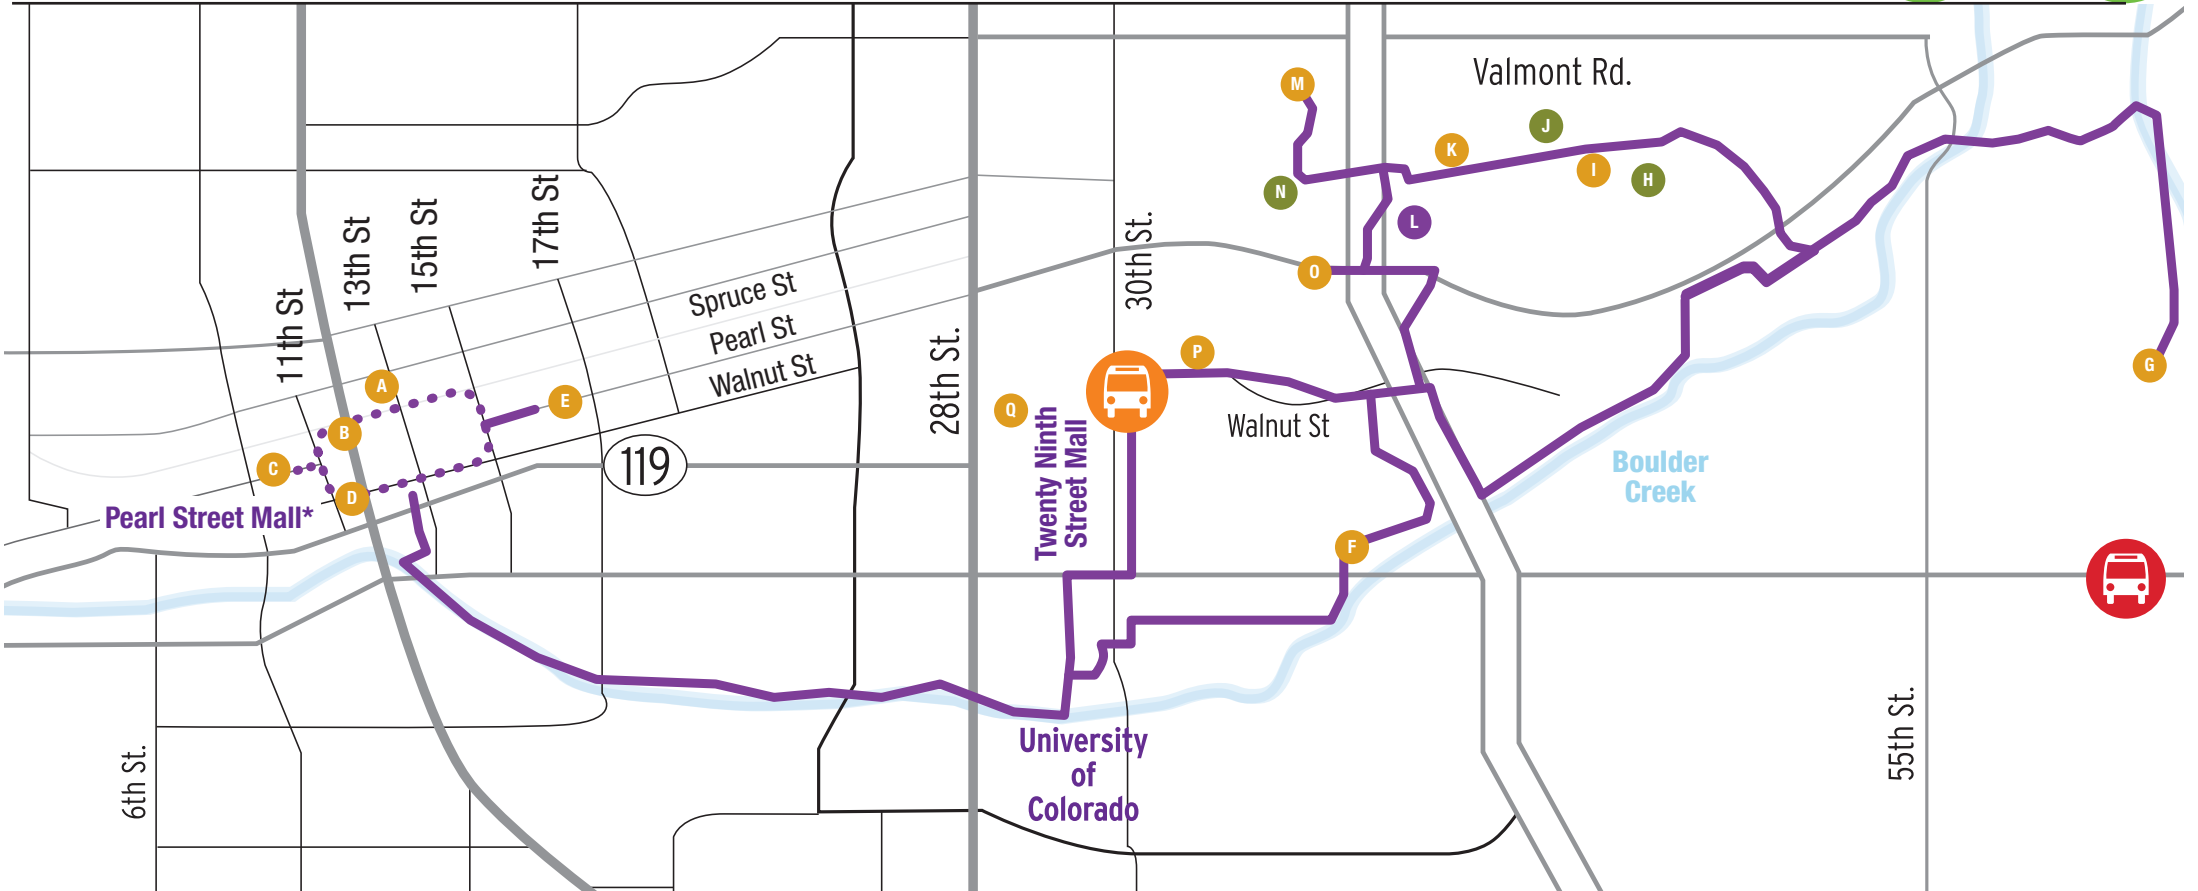 Valmont Rd.
M
J
K
I
H
N
L
O
17th St
15th St
13th St
11th St
30th St.
28th St.
Spruce St
Pearl St
Walnut St
A
B
C
D
E
P
Q
G
119
Walnut St
Twenty Ninth
Street Mall
Boulder
Creek
Pearl Street Mall*
F
University
of
Colorado
6th St.
55th St.